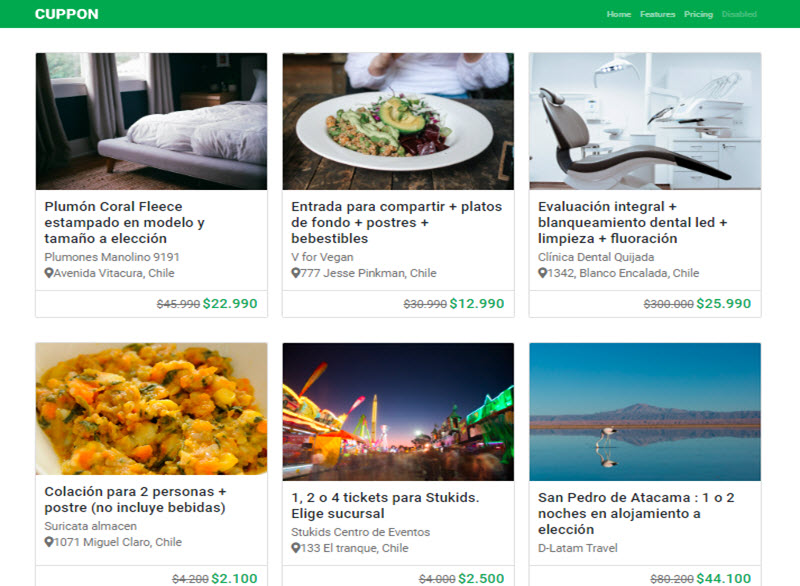 CUPPON
Home Features Pricing Disabled
Plumón Coral Fleece
estampado en modelo y
tamaño a elección
Plumones Manolino 9191
Avenida Vitacura, Chile
$45.990 $22.990
Entrada para compartir + platos
de fondo + postres +
bebestibles
V for Vegan
777 Jesse Pinkman, Chile
$30.990 $12.990
Evaluación integral +
blanqueamiento dental led +
limpieza + fluoración
Clínica Dental Quijada
1342, Blanco Encalada, Chile
$300.000 $25.990
Colación para 2 personas +
postre (no incluye bebidas)
Suricata almacen
1071 Miguel Claro, Chile
$4.200 $2.100
1, 2 o 4 tickets para Stukids.
Elige sucursal
Stukids Centro de Eventos
133 El tranque, Chile
$4.000 $2.500
San Pedro de Atacama : 1 o 2
noches en alojamiento a
elección
D-Latam Travel
$80.200 $44.100